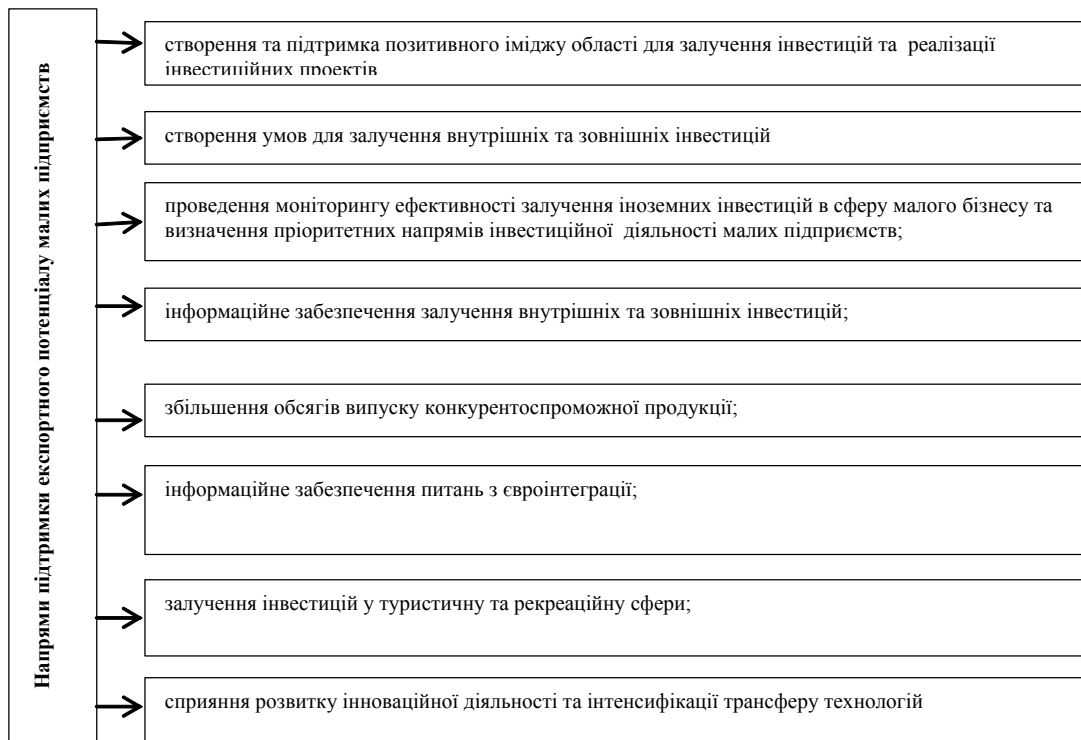 Напрями підтримки експортного потенціалу малих підприємств
створення та підтримка позитивного іміджу області для залучення інвестицій та реалізації
інвестиційних проектів
створення умов для залучення внутрішніх та зовнішніх інвестицій
проведення моніторингу ефективності залучення іноземних інвестицій в сферу малого бізнесу та
визначення пріоритетних напрямів інвестиційної діяльності малих підприємств;
інформаційне забезпечення залучення внутрішніх та зовнішніх інвестицій;
збільшення обсягів випуску конкурентоспроможної продукції;
інформаційне забезпечення питань з євроінтеграції;
залучення інвестицій у туристичну та рекреаційну сфери;
сприяння розвитку інноваційної діяльності та інтенсифікації трансферу технологій